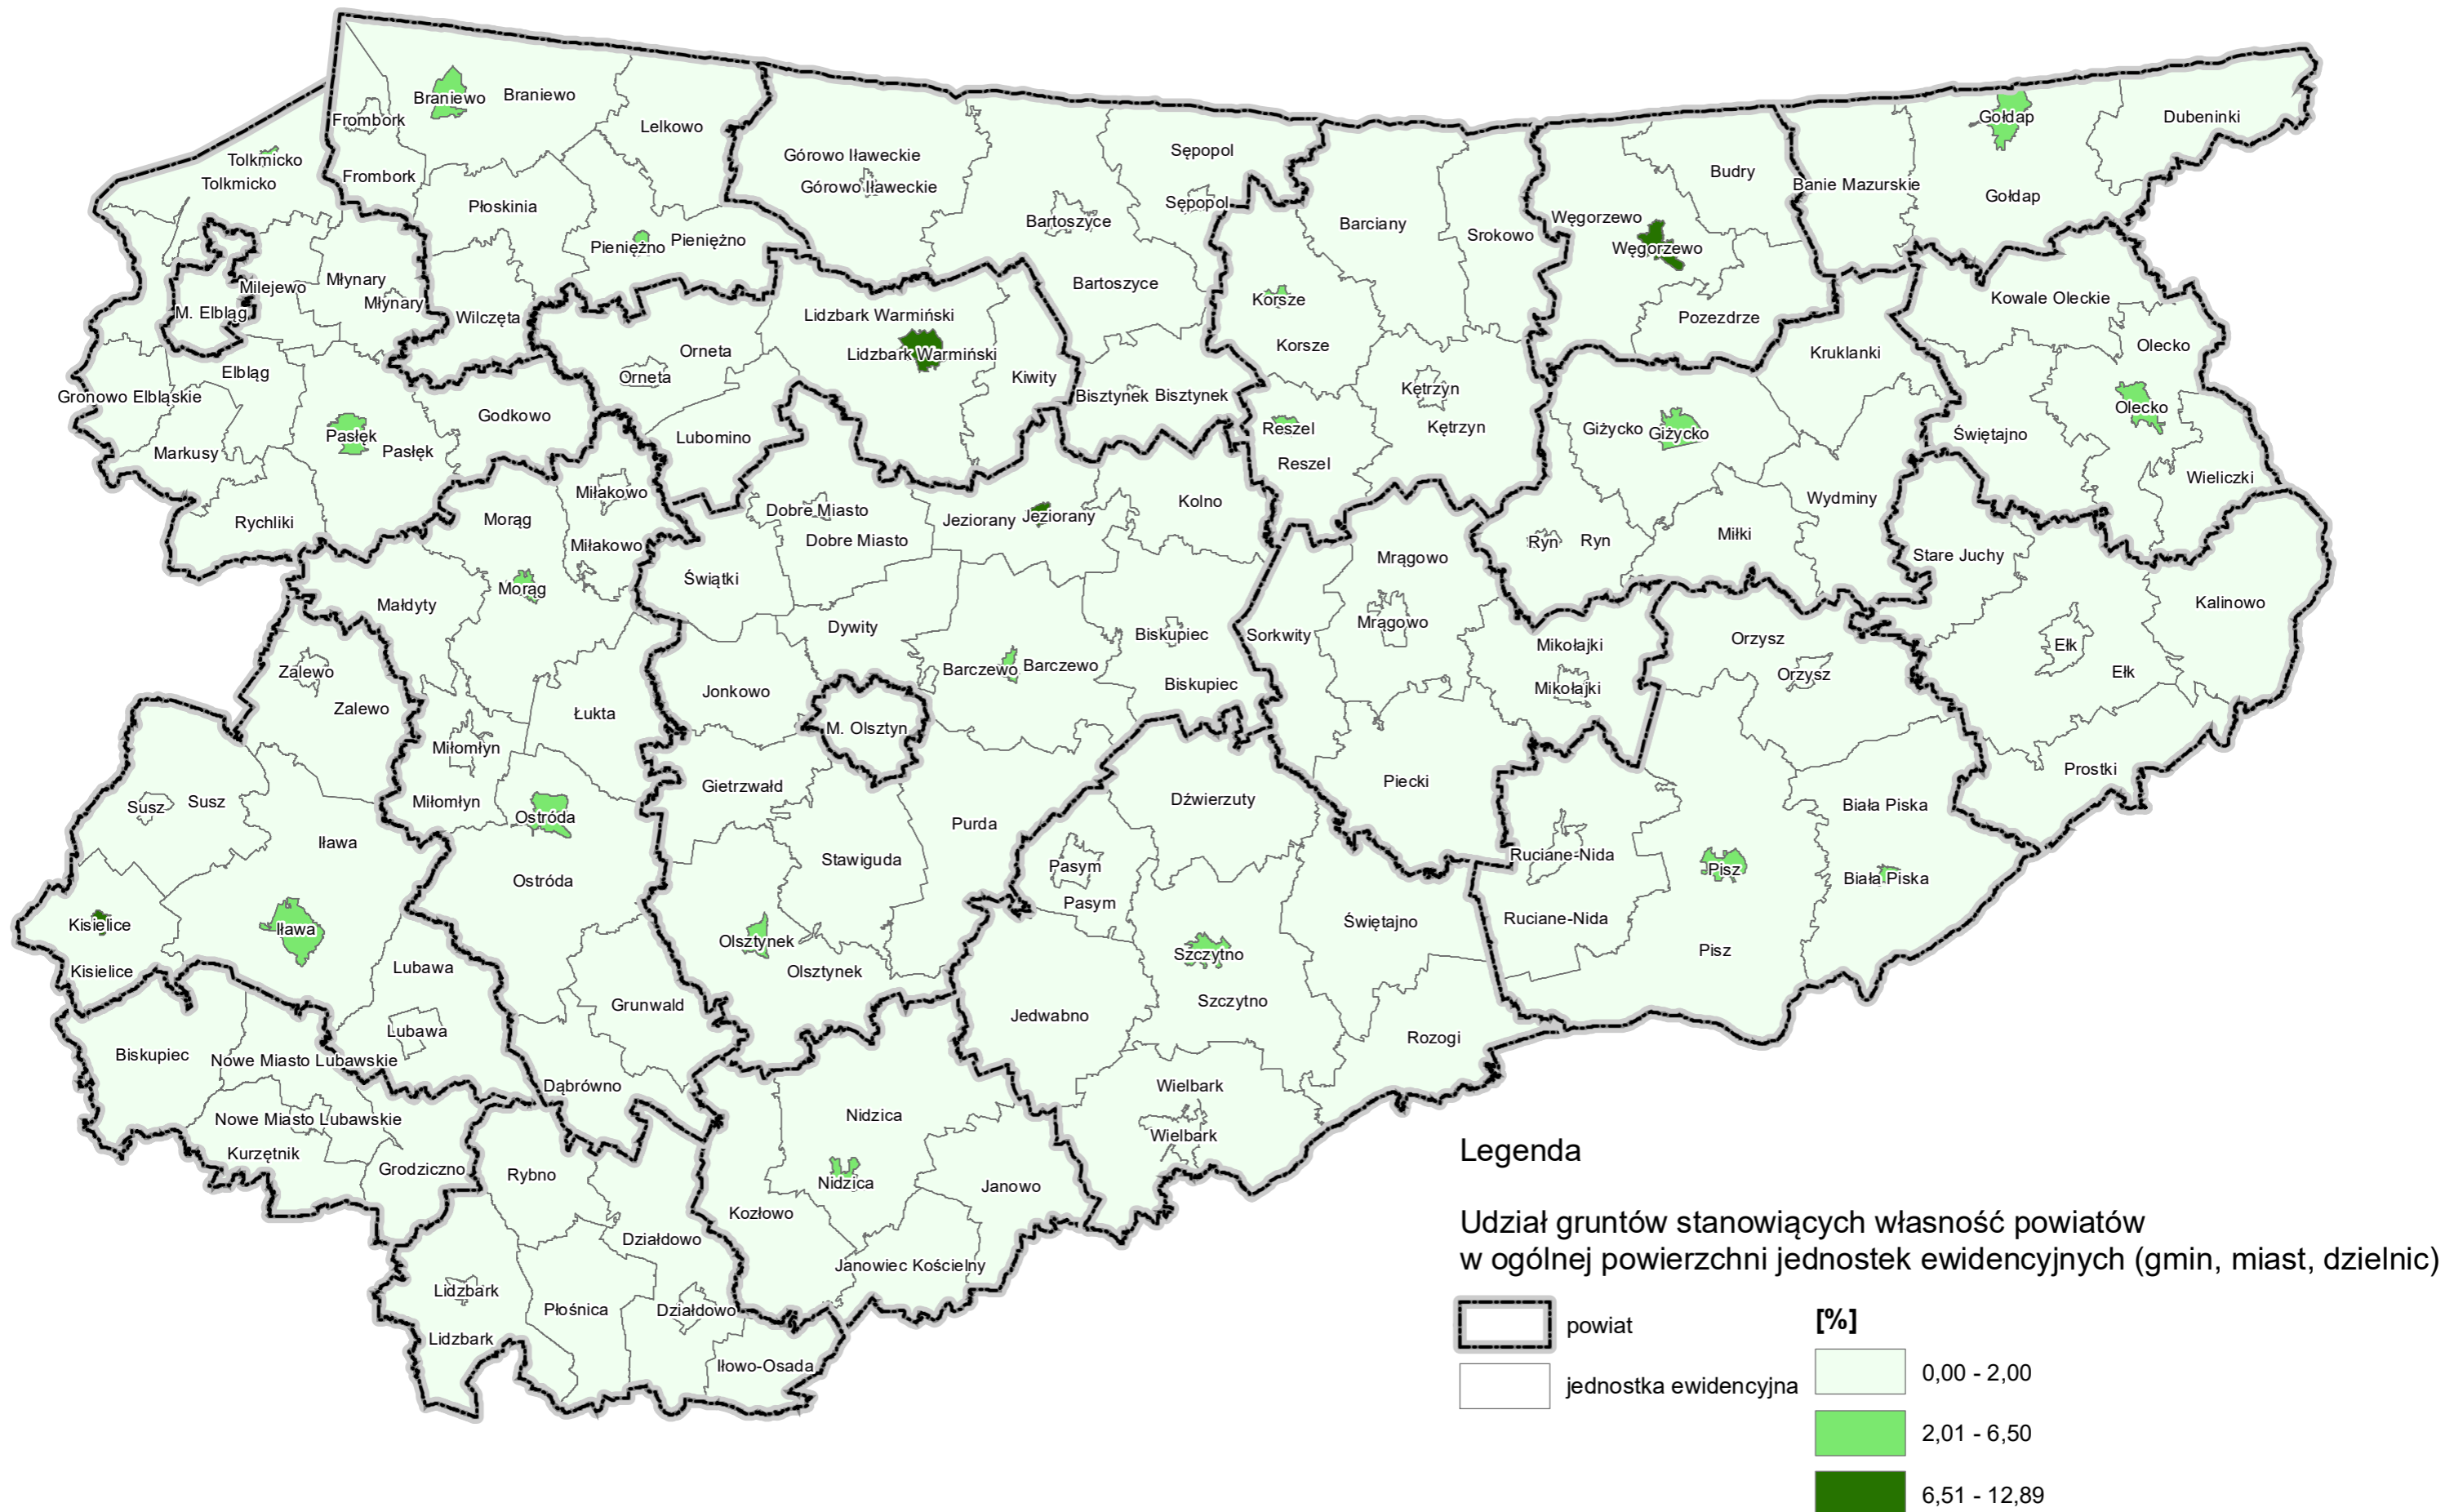 Braniewo
Braniewo
Frombork
Frombork
Lelkowo
Tolkmicko
Tolkmicko
Płoskinia
Pieniężno
Pieniężno
Górowo Iławeckie
Górowo Iławeckie
Sępopol
Sępopol
Bartoszyce
Bartoszyce
Barciany
Srokowo
Węgorzewo
Węgorzewo
Budry
Banie Mazurskie
Gołdap
Gołdap
Dubeninki
Młynary
Młynary
Milejewo
M. Elbląg
Wilczęta
Lidzbark Warmiński
Lidzbark Warmiński
Orneta
Orneta
Kiwity
Korsze
Korsze
Pozezdrze
Kruklanki
Kowale Oleckie
Olecko
Olecko
Elbląg
Gronowo Elbląskie
Markusy
Pasłęk
Pasłęk
Godkowo
Lubomino
Bisztynek
Bisztynek
Kętrzyn
Kętrzyn
Reszel
Reszel
Giżycko
Giżycko
Świętajno
Wieliczki
Rychliki
Morąg
Morąg
Miłakowo
Miłakowo
Dobre Miasto
Dobre Miasto
Jeziorany
Jeziorany
Kolno
Wydminy
Miłki
Ryn
Ryn
Stare Juchy
Mrągowo
Mrągowo
Świątki
Małdyty
Dywity
Barczewo
Barczewo
Biskupiec
Biskupiec
Sorkwity
Mikołajki
Mikołajki
Orzysz
Orzysz
Kalinowo
Ełk
Ełk
Zalewo
Zalewo
Jonkowo
Łukta
M. Olsztyn
Miłomłyn
Miłomłyn
Gietrzwałd
Prostki
Piecki
Dźwierzuty
Susz
Susz
Iława
Iława
Ostróda
Ostróda
Purda
Stawiguda
Pasym
Pasym
Ruciane-Nida
Ruciane-Nida
Pisz
Pisz
Biała Piska
Biała Piska
Kisielice
Kisielice
Olsztynek
Olsztynek
Świętajno
Szczytno
Szczytno
Lubawa
Lubawa
Grunwald
Jedwabno
Rozogi
Biskupiec
Nowe Miasto Lubawskie
Nowe Miasto Lubawskie
Dąbrówno
Wielbark
Wielbark
Kurzętnik
Grodziczno
Rybno
Nidzica
Nidzica
Janowo
Kozłowo
Działdowo
Działdowo
Janowiec Kościelny
Lidzbark
Lidzbark
Płośnica
Iłowo-Osada
Legenda
Udział gruntów stanowiących własność powiatów
w ogólnej powierzchni jednostek ewidencyjnych (gmin, miast, dzielnic)
powiat
jednostka ewidencyjna
[%]
0,00 - 2,00
2,01 - 6,50
6,51 - 12,89